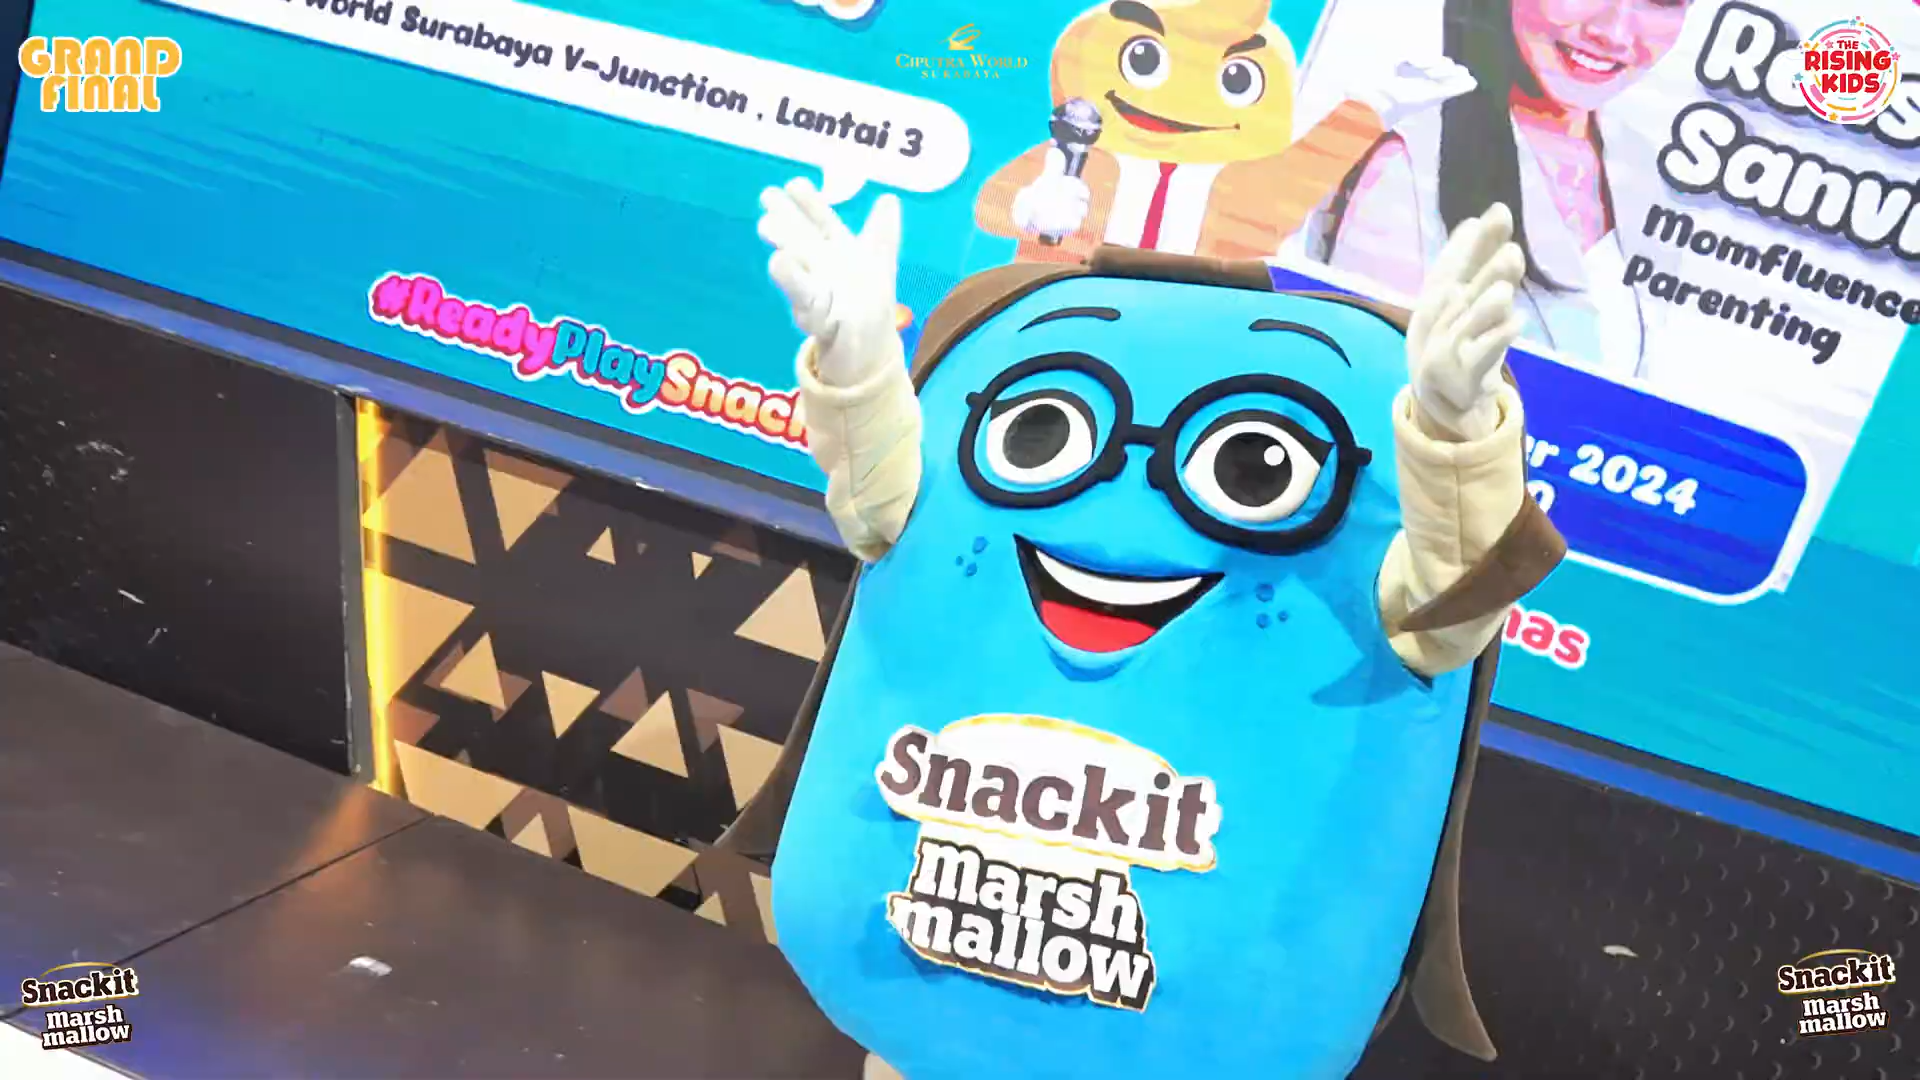 GRAND
FINAL
World Surabaya V-Junction , Lantai 3
CIPUTRA WORLD
SURABAYA
THE
RISING
KIDS
Momfluence
Parenting
#ReadyPlaySnack
2024
Snackit
marsh
mallow
Snackit
marsh
mallow
Snackit
marsh
mallow